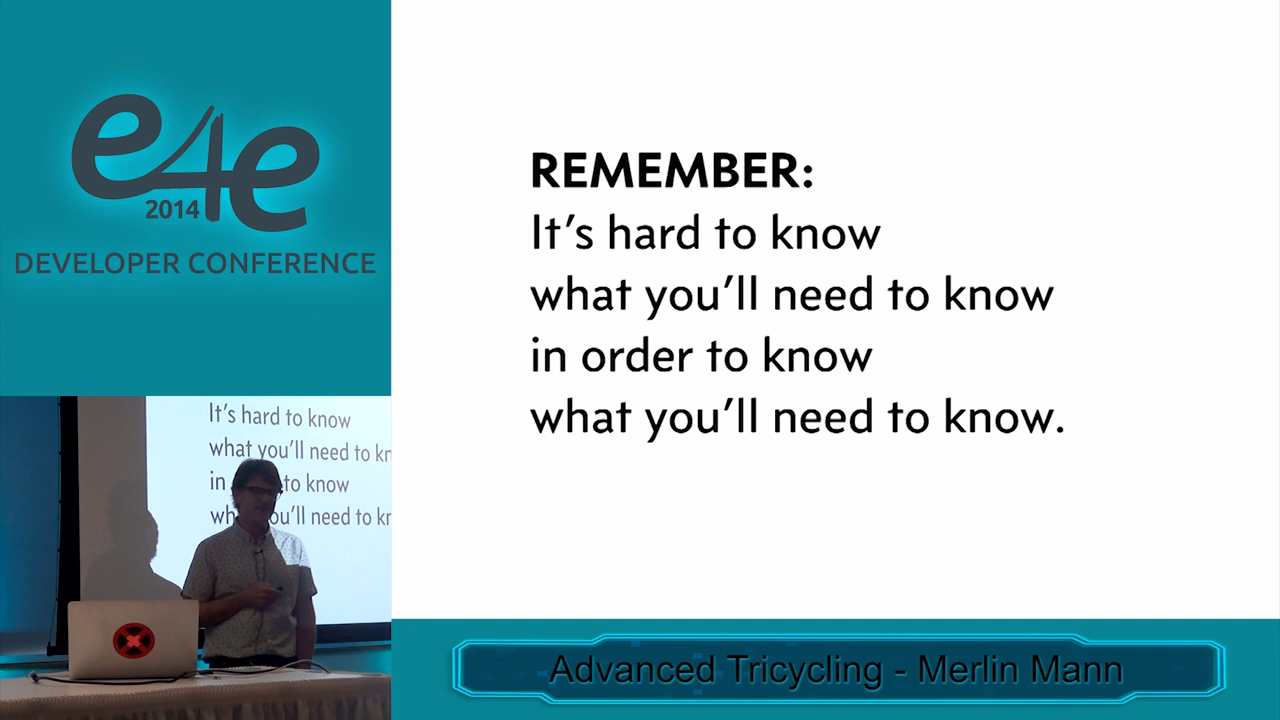 e4e
2014
DEVELOPER CONFERENCE
REMEMBER:
It's hard to know
what you'll need to know
in order to know
what you'll need to know.
It's hard to know
what you'll need to kn
in to know
wh ou'll need to kn
Advanced Tricycling - Merlin Mann